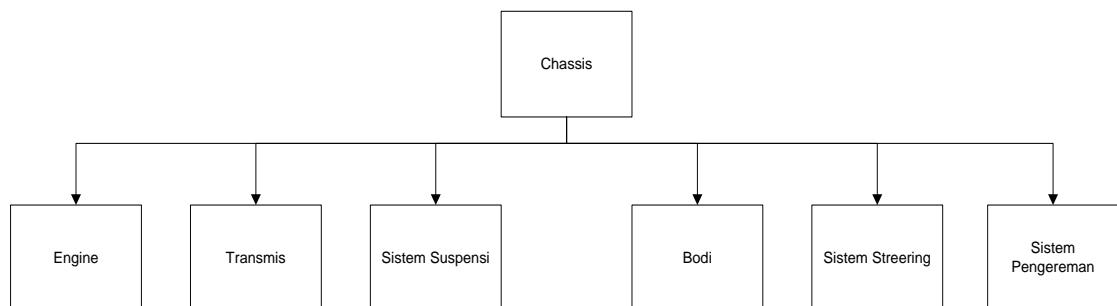 Chassis
Engine
Transmis
Sistem Suspensi
Bodi
Sistem Streering
Sistem
Pengereman